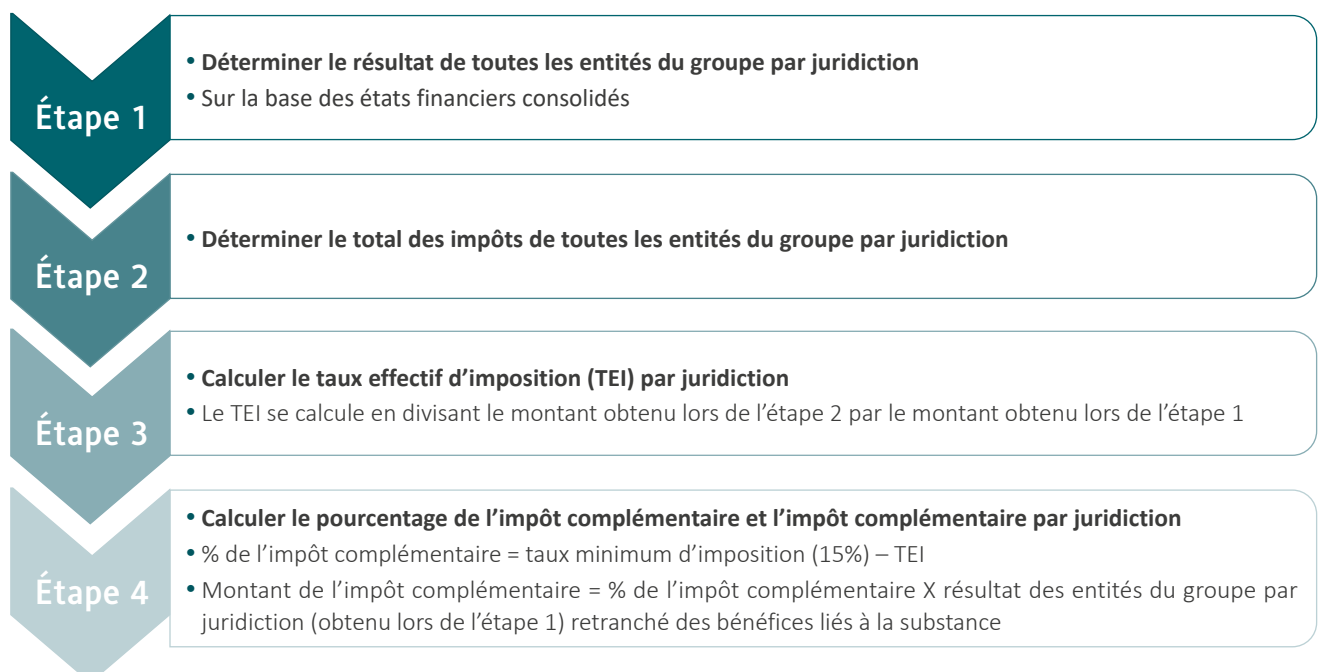 Étape 1
• Déterminer le résultat de toutes les entités du groupe par juridiction
• Sur la base des états financiers consolidés
Étape 2
• Déterminer le total des impôts de toutes les entités du groupe par juridiction
Étape 3
• Calculer le taux effectif d’imposition (TEI) par juridiction
• Le TEI se calcule en divisant le montant obtenu lors de l’étape 2 par le montant obtenu lors de l’étape 1
Étape 4
• Calculer le pourcentage de l’impôt complémentaire et l’impôt complémentaire par juridiction
• % de l’impôt complémentaire = taux minimum d’imposition (15%) – TEI
• Montant de l’impôt complémentaire = % de l’impôt complémentaire X résultat des entités du groupe par
juridiction (obtenu lors de l’étape 1) retranché des bénéfices liés à la substance